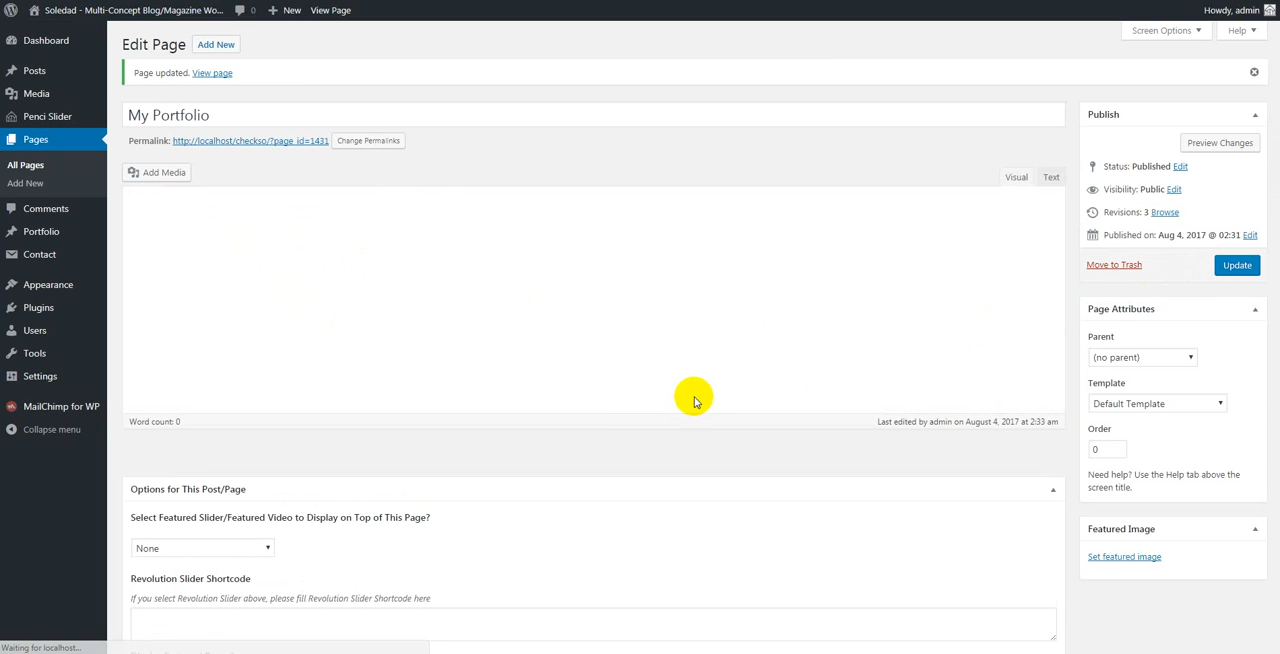 Soledad - Multi-Concept Blog/Magazine Wo...
0
New
View Page
Howdy, admin
Dashboard
Posts
Media
Penci Slider
Pages
All Pages
Add New
Comments
Portfolio
Contact
Appearance
Plugins
Users
Tools
Settings
MailChimp for WP
Collapse menu
Screen Options
Help
Edit Page Add New
Page updated. View page
My Portfolio
Permalink: http://localhost/checkso/?page_id=1431 Change Permalinks
Add Media
Visual Text
Word count: 0
Last edited by admin on August 4, 2017 at 2:33 am
Options for This Post/Page
Select Featured Slider/Featured Video to Display on Top of This Page?
None
Revolution Slider Shortcode
If you select Revolution Slider above, please fill Revolution Slider Shortcode here
Publish
Preview Changes
Status: Published Edit
Visibility: Public Edit
Revisions: 3 Browse
Published on: Aug 4, 2017 @ 02:31 Edit
Move to Trash
Update
Page Attributes
Parent
(no parent)
Template
Default Template
Order
0
Need help? Use the Help tab above the
screen title.
Featured Image
Set featured image
Waiting for localhost...